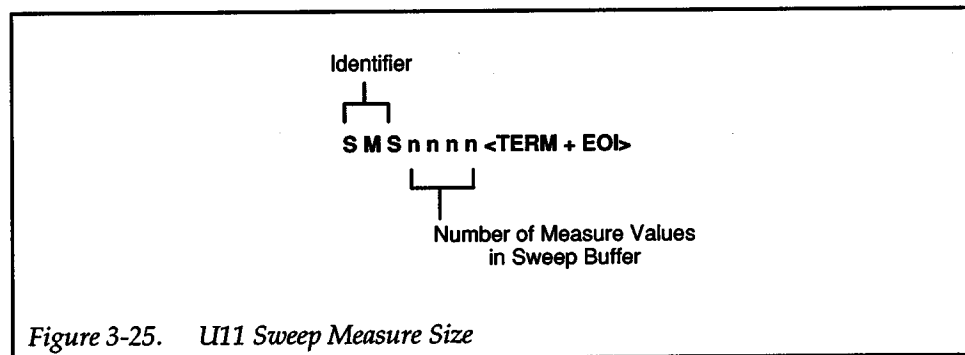 Identifier
S M S n n n n <TERM + EOI>
Number of Measure Values
in Sweep Buffer
Figure 3-25. U11 Sweep Measure Size